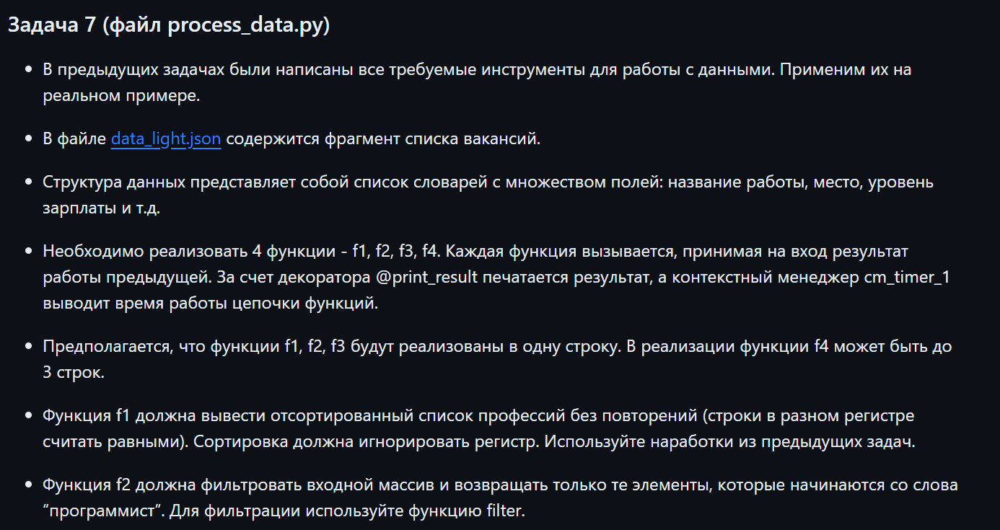 Задача 7 (файл process_data.py)
• В предыдущих задачах были написаны все требуемые инструменты для работы с данными. Применим их на
реальном примере.
• В файле data_light.json содержится фрагмент списка вакансий.
• Структура данных представляет собой список словарей с множеством полей: название работы, место, уровень
зарплаты и т.д.
• Необходимо реализовать 4 функции - f1, f2, f3, f4. Каждая функция вызывается, принимая на вход результат
работы предыдущей. За счет декоратора @print_result печатается результат, а контекстный менеджер cm_timer_1
выводит время работы цепочки функций.
• Предполагается, что функции f1, f2, f3 будут реализованы в одну строку. В реализации функции f4 может быть до
3 строк.
• Функция f1 должна вывести отсортированный список профессий без повторений (строки в разном регистре
считать равными). Сортировка должна игнорировать регистр. Используйте наработки из предыдущих задач.
• Функция f2 должна фильтровать входной массив и возвращать только те элементы, которые начинаются со слова
“программист”. Для фильтрации используйте функцию filter.